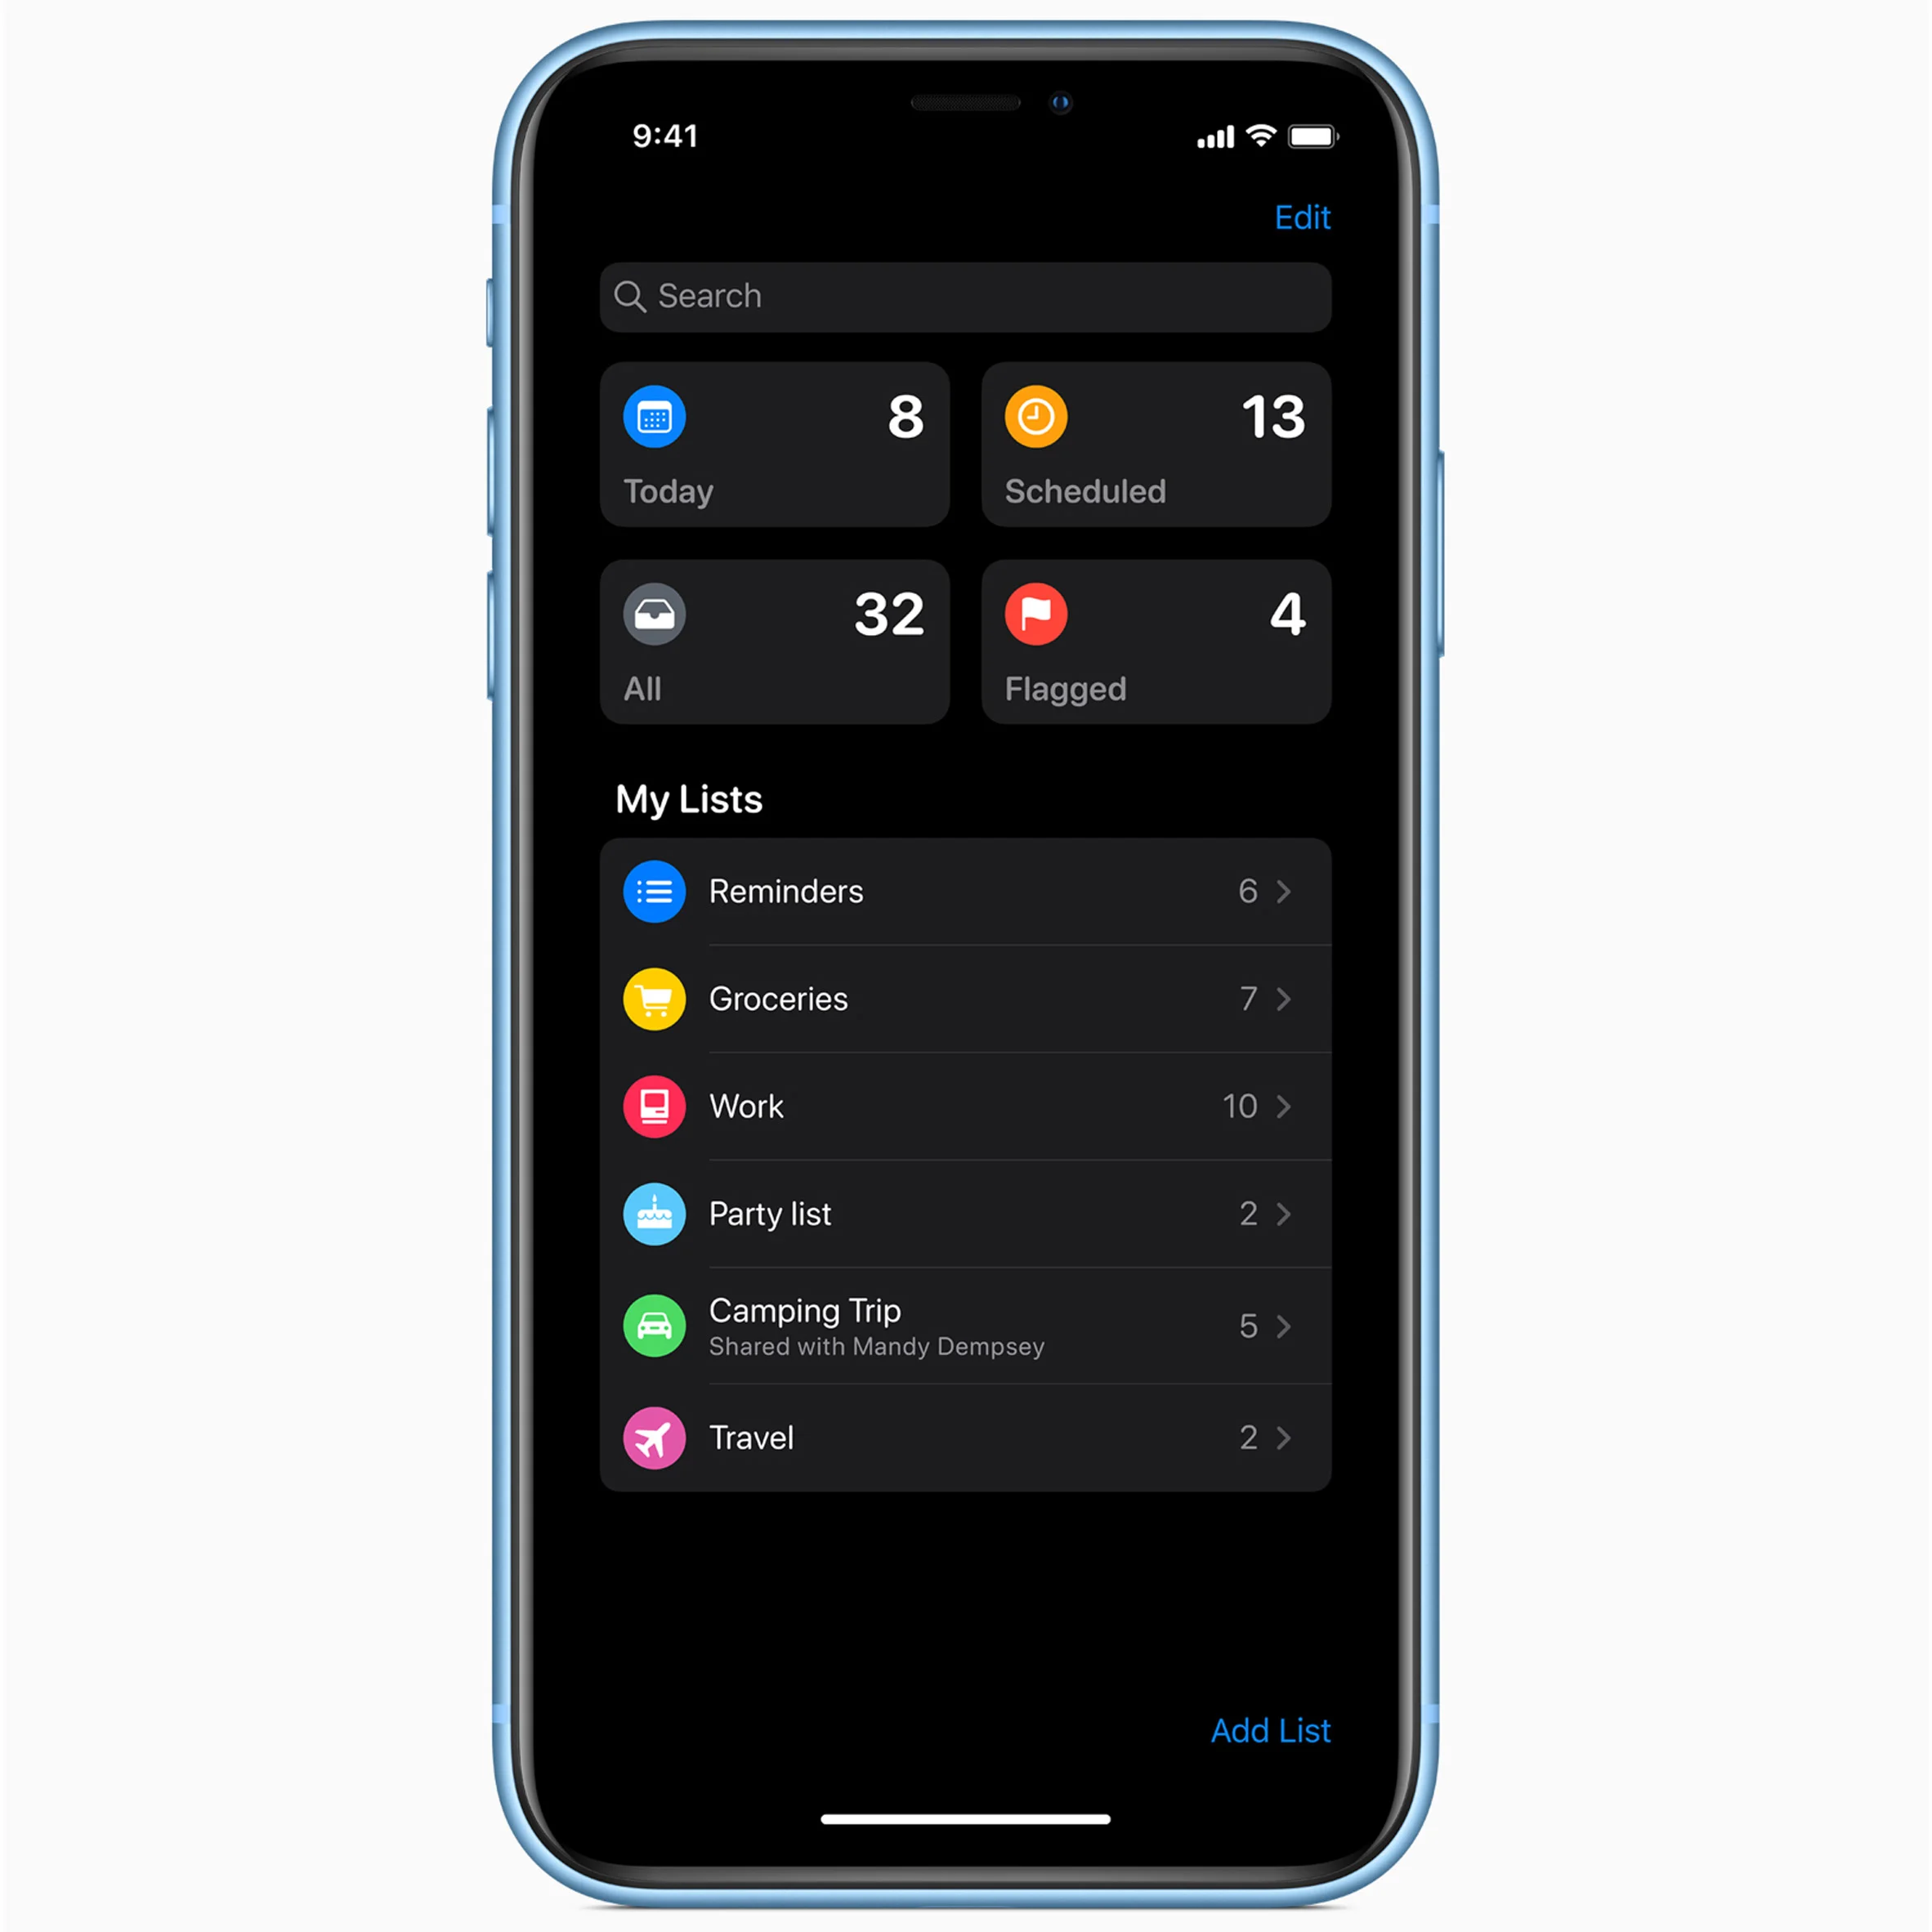 9:41
Edit
Search
8
Today
13
Scheduled
32
All
4
Flagged
My Lists
Reminders 6
Groceries 7
Work 10
Party list 2
Camping Trip 5
Shared with Mandy Dempsey
Travel 2
Add List